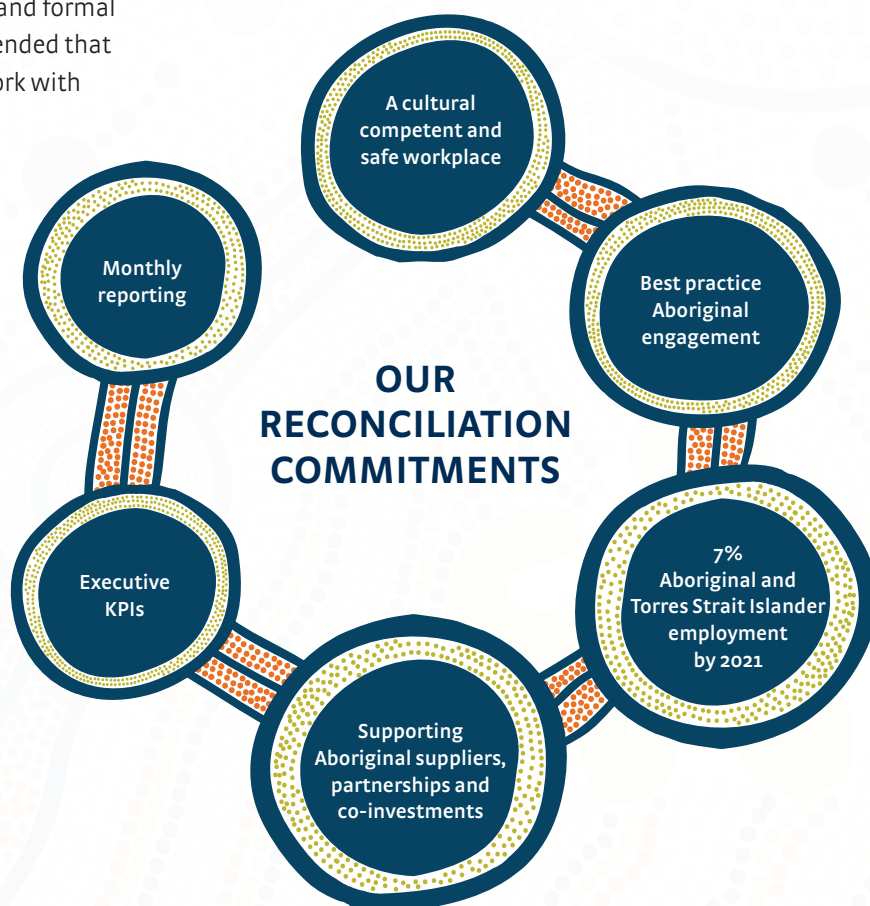 and formal
ended that
ork with
A cultural
competent and
safe workplace
Best practice
Aboriginal
engagement
7%
Aboriginal and
Torres Strait Islander
employment
by 2021
Supporting
Aboriginal suppliers,
partnerships and
co-investments
Executive
KPIs
Monthly
reporting
OUR
RECONCILIATION
COMMITMENTS